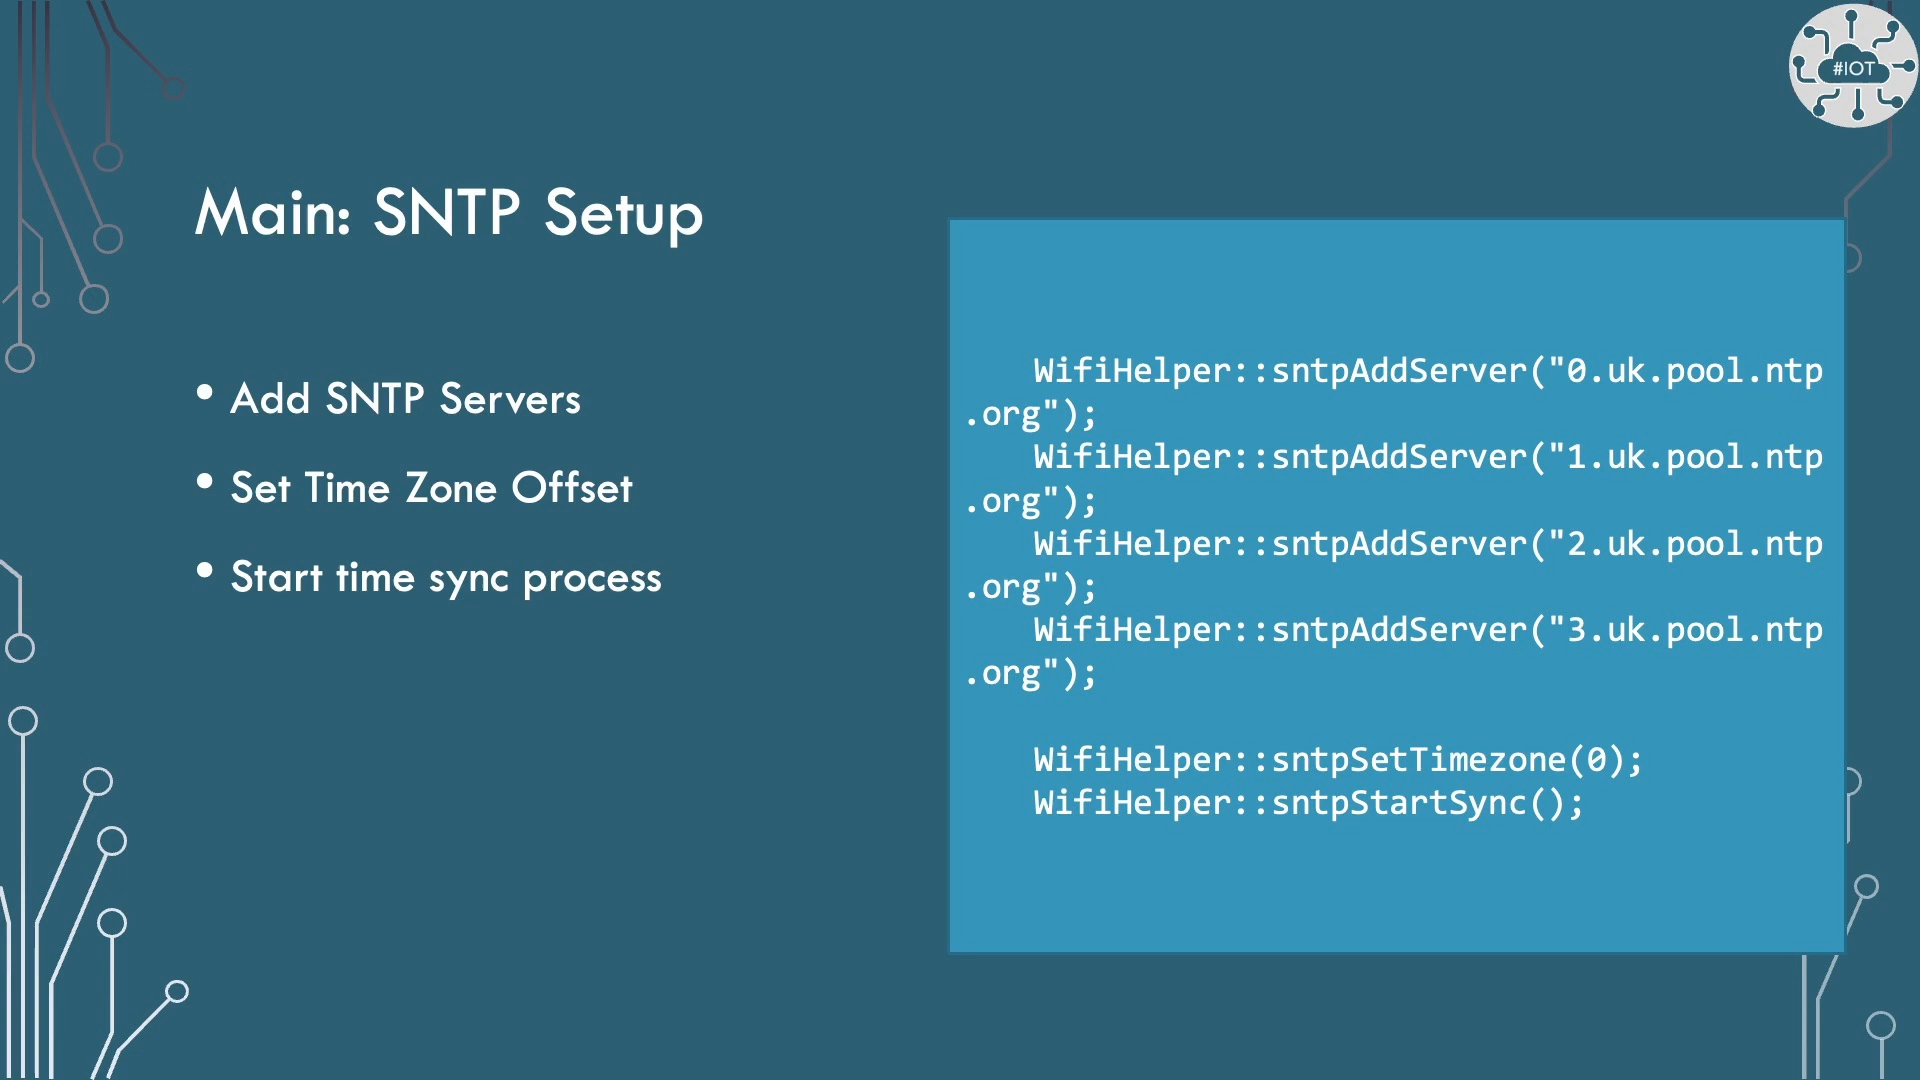 #IOT
Main: SNTP Setup
• Add SNTP Servers
• Set Time Zone Offset
• Start time sync process
WifiHelper::sntpAddServer("0.uk.pool.ntp
.org");
WifiHelper::sntpAddServer("1.uk.pool.ntp
.org");
WifiHelper::sntpAddServer("2.uk.pool.ntp
.org");
WifiHelper::sntpAddServer("3.uk.pool.ntp
.org");
WifiHelper::sntpSetTimezone(0);
WifiHelper::sntpStartSync();